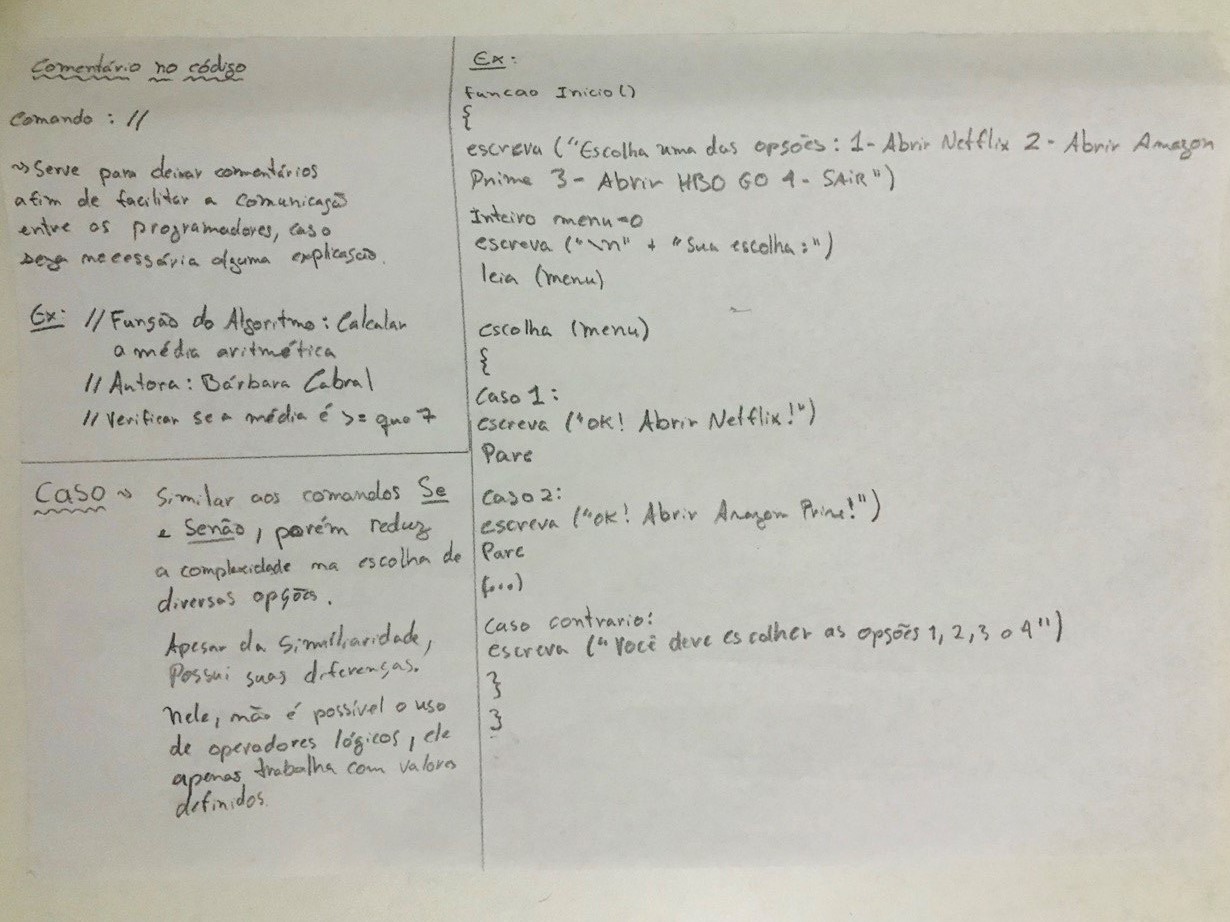 Comentário no código
Comando : //
~> Serve para deixar comentários
afim de facilitar a comunicação
entre os programadores, caso
seja necessária alguma explicação.
Ex: // Função do Algoritmo: Calcular
a média aritmética
// Autora: Bárbara Cabral
// Verificar se a média é >= que 7
Caso ~> Similar aos comandos Se
e Senão, porém reduz
a complexidade na escolha de
diversas opções.
Apesar da similiaridade,
Possui suas diferenças.
Nele, não é possível o uso
de operadores lógicos, ele
apenas trabalha com valores
definidos.
Ex:
funcao Inicio()
{
escreva ("Escolha uma das opsões: 1- Abrir Netflix 2- Abrir Amazon
Prime 3- Abrir HBO GO 4- SAIR")
Inteiro menu=0
escreva ("\n" + "Sua escolha:")
leia (menu)
escolha (menu)
{
Caso 1:
escreva ("OK! Abrir Netflix!")
Pare
Caso 2:
escreva ("OK! Abrir Amazon Prime!")
Pare
(...)
Caso contrario:
escreva ("Você deve escolher as opsões 1, 2, 3 o 4")
}
}